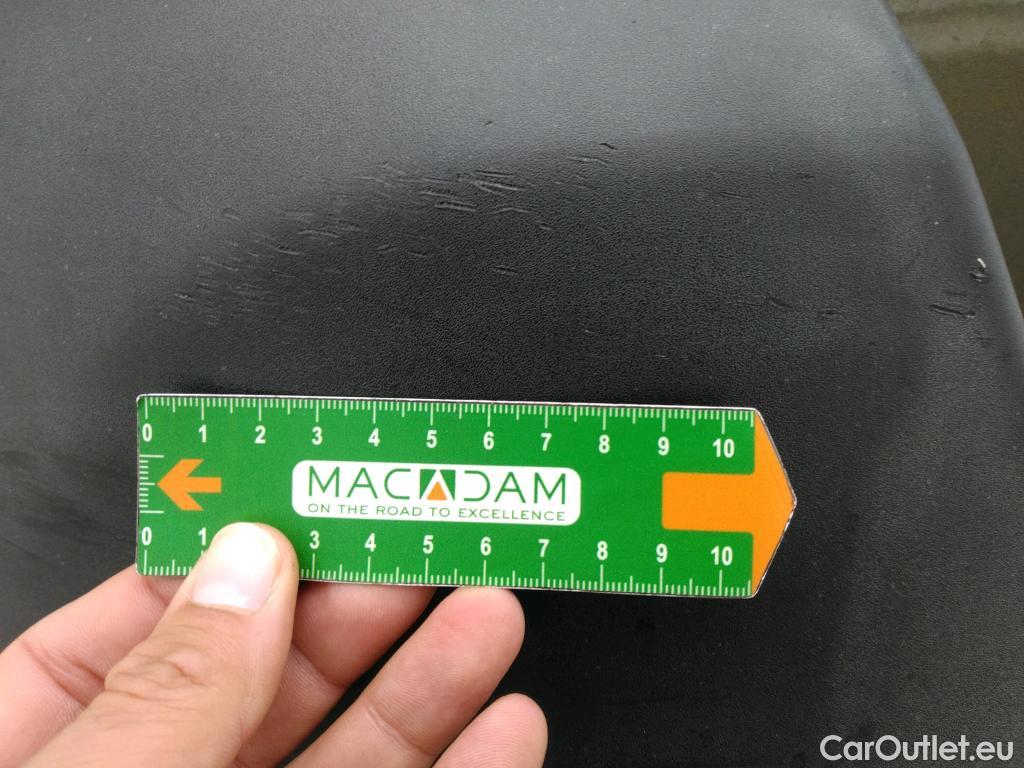 0 1 2 3 4 5 6 7 8 9 10
MACADAM
ON THE ROAD TO EXCELLENCE
0 1 3 4 5 6 7 8 9 10
CarOutlet.eu